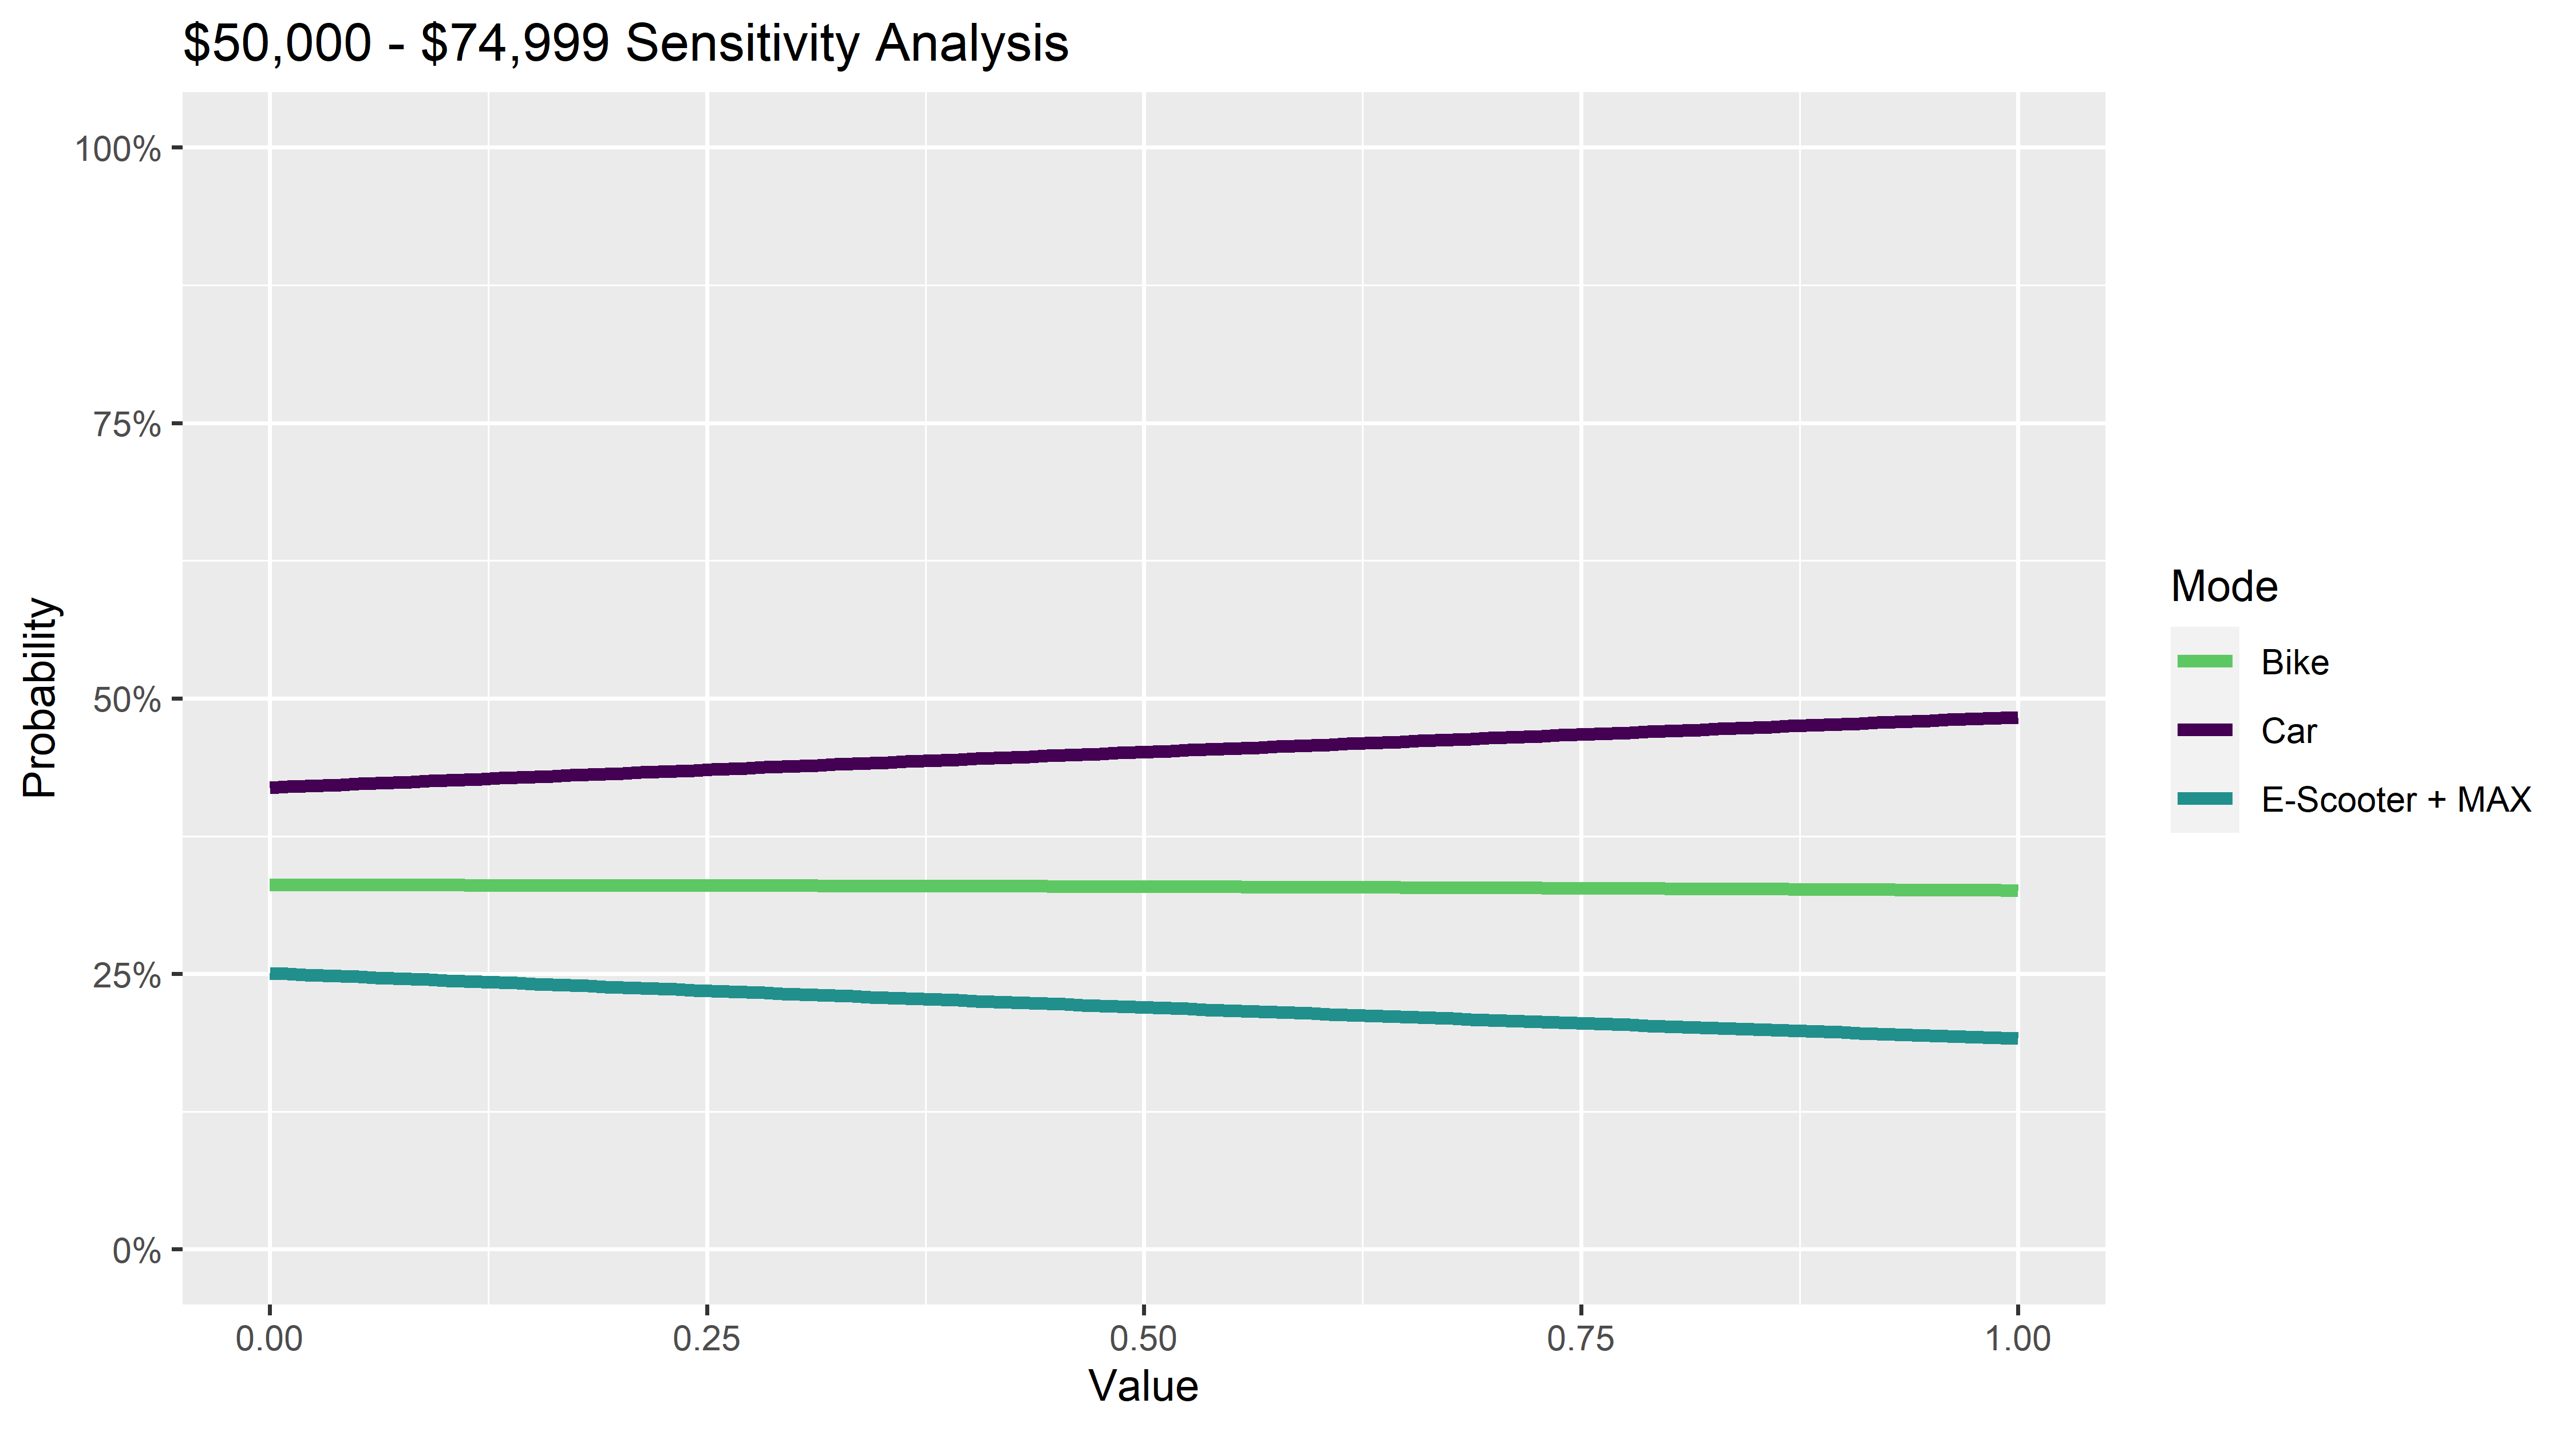 $50,000 - $74,999 Sensitivity Analysis
100%
75%
50%
25%
0%
Probability
0.00 0.25 0.50 0.75 1.00
Value
Mode
Bike
Car
E-Scooter + MAX